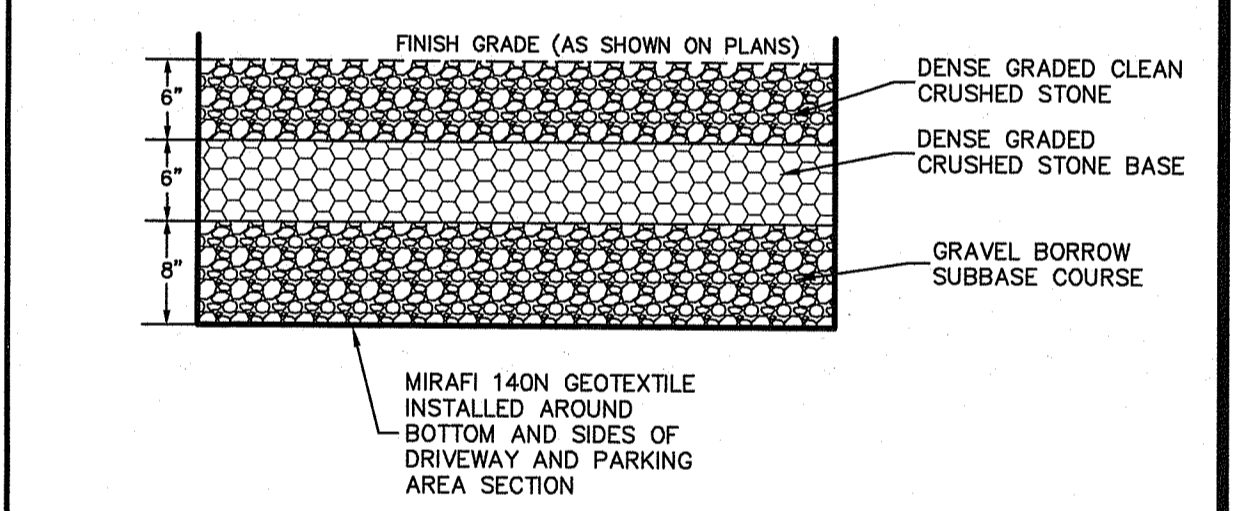 FINISH GRADE (AS SHOWN ON PLANS)
6"
6"
8"
DENSE GRADED CLEAN
CRUSHED STONE
DENSE GRADED
CRUSHED STONE BASE
GRAVEL BORROW
SUBBASE COURSE
MIRAFI 140N GEOTEXTILE
INSTALLED AROUND
BOTTOM AND SIDES OF
DRIVEWAY AND PARKING
AREA SECTION